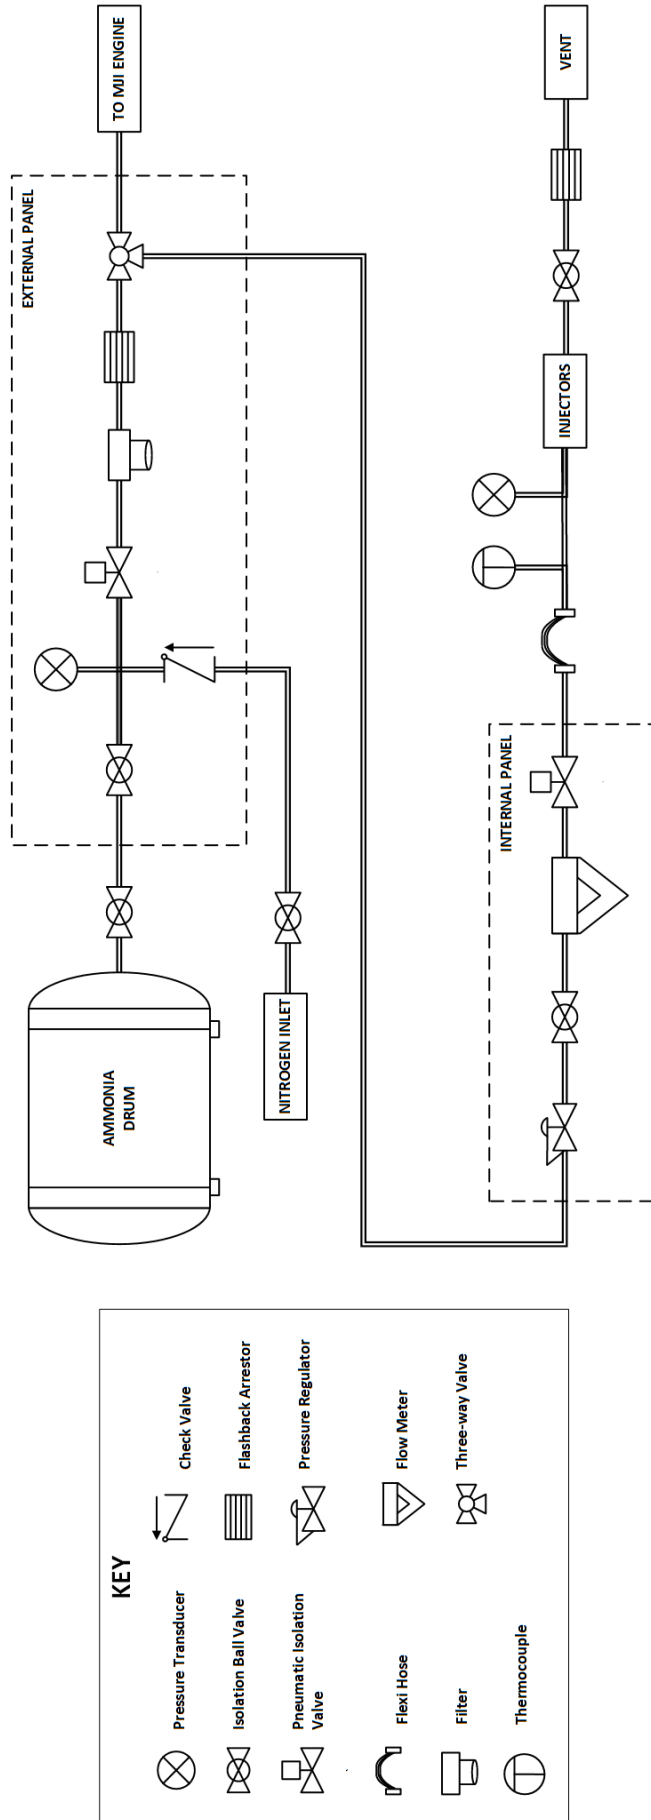 TO MJI ENGINE
VENT
EXTERNAL PANEL
INJECTORS
INTERNAL PANEL
AMMONIA
DRUM
NITROGEN INLET
KEY
Pressure Transducer
Check Valve
Isolation Ball Valve
Flashback Arrestor
Pneumatic Isolation
Valve
Pressure Regulator
Flexi Hose
Flow Meter
Filter
Three-way Valve
Thermocouple